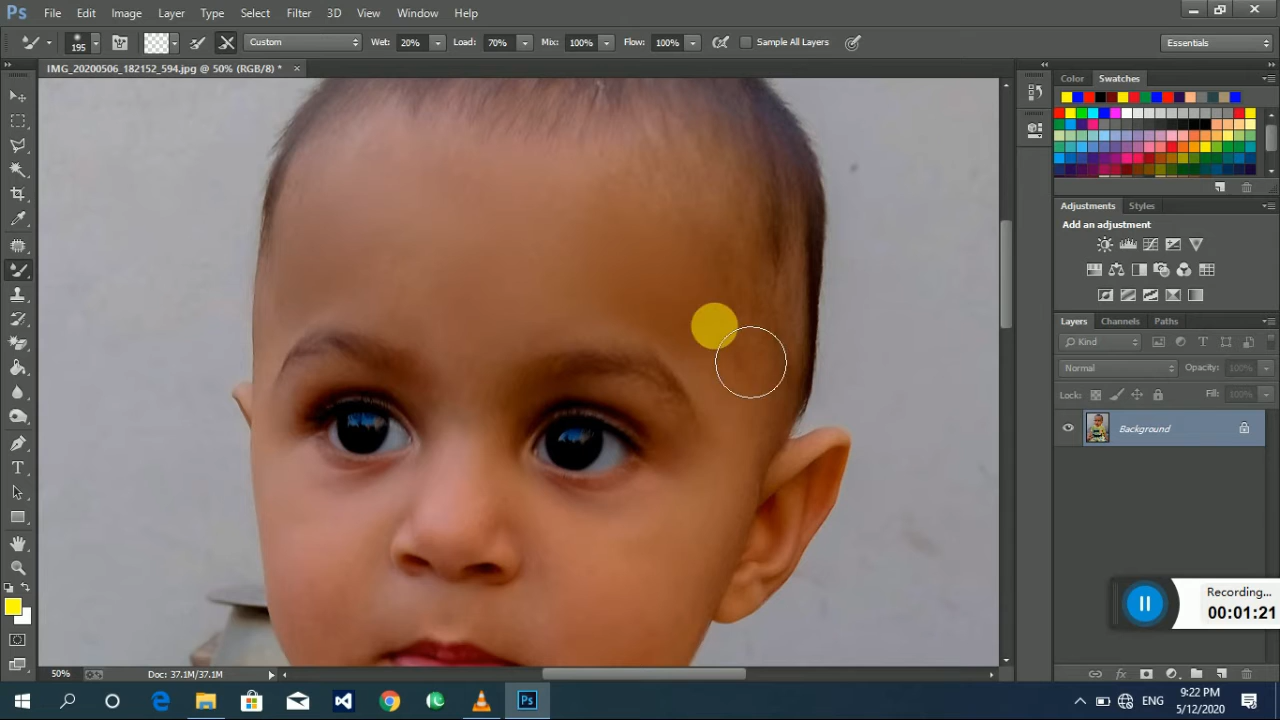 Ps File Edit Image Layer Type Select Filter 3D View Window Help
195 Custom Wet: 20% Load: 70% Mix: 100% Flow: 100% Sample All Layers Essentials
IMG_20200506_182152_594.jpg @ 50% (RGB/8) *
Color Swatches
Adjustments Styles
Add an adjustment
Layers Channels Paths
Kind
Normal Opacity: 100%
Lock: Fill: 100%
Background
Recording...
00:01:21
50% Doc: 37.1M/37.1M
Ps ENG 9:22 PM
5/12/2020